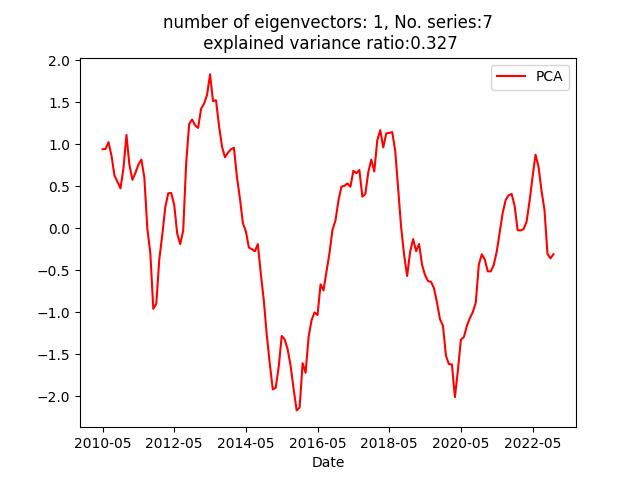 number of eigenvectors: 1, No. series:7
explained variance ratio:0.327
PCA
2.0
1.5
1.0
0.5
0.0
−0.5
−1.0
−1.5
−2.0
2010-05 2012-05 2014-05 2016-05 2018-05 2020-05 2022-05
Date